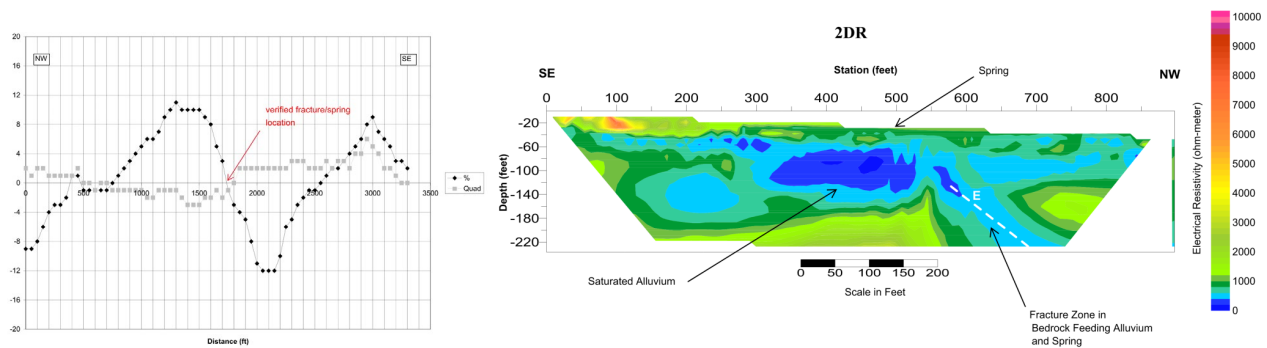 20
16
12
8
4
0
-4
-8
-12
-16
-20
NW
SE
verified fracture/spring
location
0 500 1000 1500 2000 2500 3000 3500
Distance (ft)
%
Quad
2DR
SE
Station (feet)
Spring
NW
0 100 200 300 400 500 600 700 800
Depth (feet)
-20
-60
-100
-140
-180
-220
E
Saturated Alluvium
0 50 100 150 200
Scale in Feet
Fracture Zone in
Bedrock Feeding Alluvium
and Spring
Electrical Resistivity (ohm-meter)
10000
9000
8000
7000
6000
5000
4000
3000
2000
1000
0